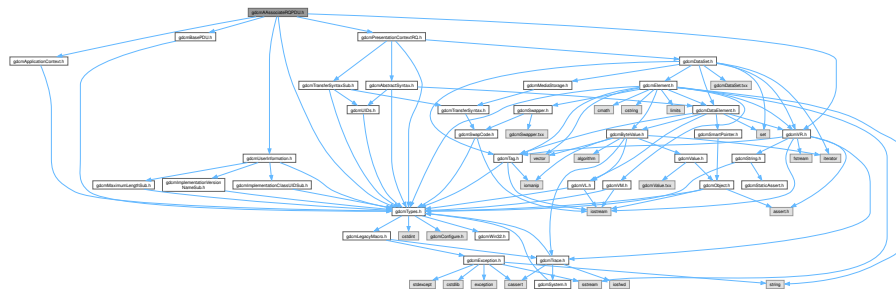 gdcmAAssociateRQPDU.h
gdcmBasePDU.h
gdcmPresentationContextRQ.h
gdcmApplicationContext.h
gdcmDataSet.h
gdcmTransferSyntaxSub.h
gdcmAbstractSyntax.h
gdcmMediaStorage.h
gdcmElement.h
gdcmDataSet.txx
gdcmUIDs.h
gdcmTransferSyntax.h
gdcmSwapper.h
cmath
cstring
limits
gdcmDataElement.h
set
gdcmSwapCode.h
gdcmSwapper.txx
gdcmByteValue.h
gdcmSmartPointer.h
gdcmVR.h
gdcmUserInformation.h
gdcmTag.h
vector
algorithm
gdcmValue.h
gdcmString.h
fstream
iterator
gdcmMaximumLengthSub.h
gdcmImplementationVersion
NameSub.h
gdcmImplementationClassUIDSub.h
iomanip
gdcmVL.h
gdcmVM.h
gdcmValue.txx
gdcmObject.h
gdcmStaticAssert.h
gdcmTypes.h
iostream
assert.h
gdcmLegacyMacro.h
cstdint
gdcmConfigure.h
gdcmWin32.h
gdcmException.h
gdcmTrace.h
stdexcept
cstdlib
exception
cassert
gdcmSystem.h
ostream
iosfwd
string